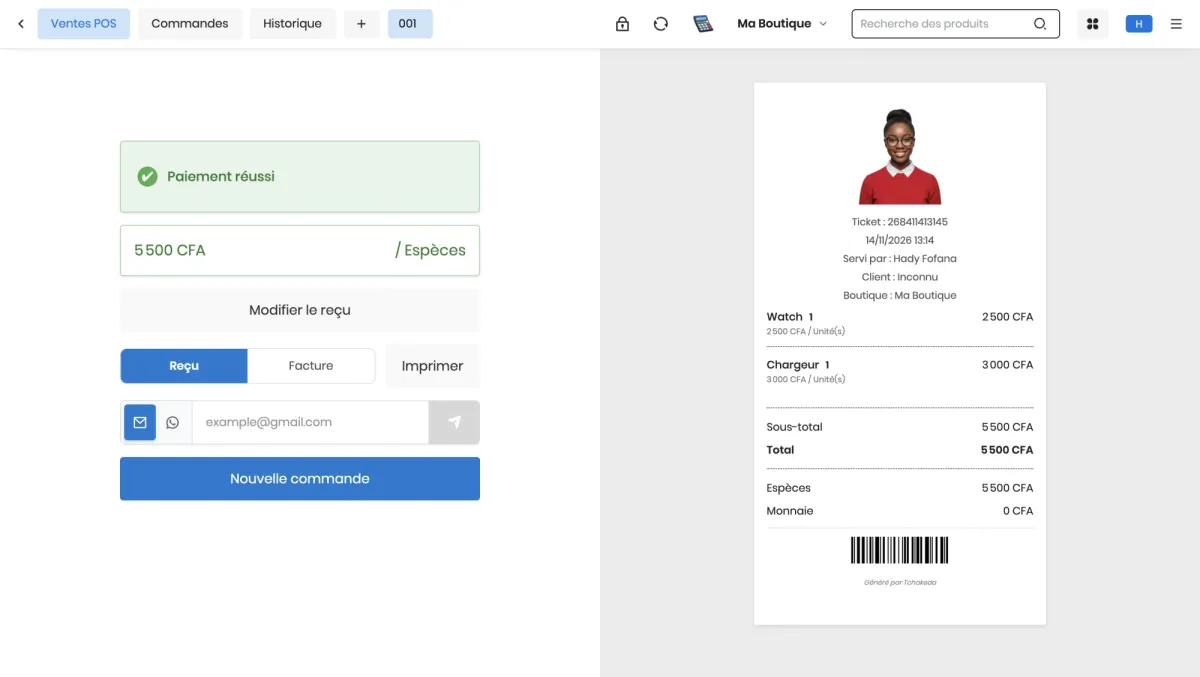 Ventes POS Commandes Historique + 001 Ma Boutique Recherche des produits H
Paiement réussi
5 500 CFA / Espèces
Modifier le reçu
Reçu Facture Imprimer
example@gmail.com
Nouvelle commande
Ticket : 268411413145
14/11/2026 13:14
Servi par : Hady Fofana
Client : Inconnu
Boutique : Ma Boutique
Watch 1 2 500 CFA
2 500 CFA / Unité(s)
Chargeur 1 3 000 CFA
3 000 CFA / Unité(s)
Sous-total 5 500 CFA
Total 5 500 CFA
Espèces 5 500 CFA
Monnaie 0 CFA
Généré par Tchakeda